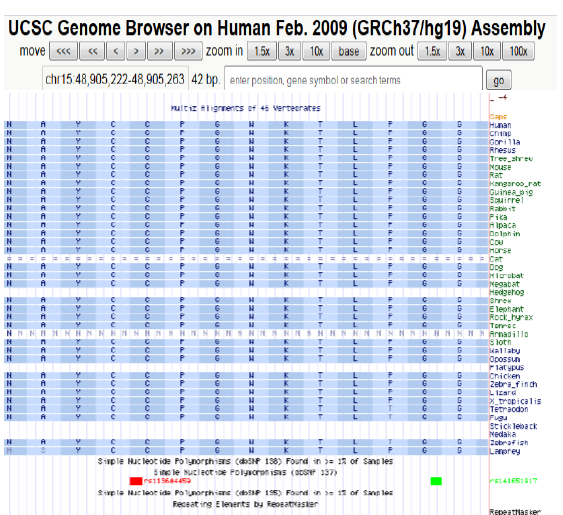 UCSC Genome Browser on Human Feb. 2009 (GRCh37/hg19) Assembly
move <<< << < > >> >>> zoom in 1.5x 3x 10x base zoom out 1.5x 3x 10x 100x
chr15:48,905,222-48,905,263 42 bp. enter position, gene symbol or search terms go
_ -4
Multiz Alignments of 46 Vertebrates
Gaps
N A Y C C P G W K T L P G G Human
N A Y C C P G W K T L P G G Chimp
N A Y C C P G W K T L P G G Gorilla
N A Y C C P G W K T L P G G Rhesus
N A Y C C P G W K T L P G G Tree_shrew
N A Y C C P G W K T L P G G Mouse
N A Y C C P G W K T L P G G Rat
N A Y C C P G W K T L P G G Kangaroo_rat
N A Y C C P G W K T L P G G Guinea_pig
N A Y C C P G W K T L P G G Squirrel
N A Y C C P G W K T L P G G Rabbit
N A Y C C P G W K T L P G G Pika
N A Y C C P G W K T L P G G Alpaca
N A Y C C P G W K T L P G G Dolphin
N A Y C C P G W K T L P G G Cow
N A Y C C P G W K T L P G G Horse
Cat
N A Y C C P G W K T L P G G Dog
N A Y C C P G W K T L P G G Microbat
N A Y C C P G W K T L P G G Megabat
Hedgehog
N A Y C C P G W K T L P G G Shrew
N A Y C C P G W K T L P G G Elephant
N A Y C C P G W K T L P G G Rock_hyrax
N A Y C C P G W K T L P G G Tenrec
N N N N N N N N N N N N N N N N N N N N N N N N N N N N N N N N N N N N N N N N N N Armadillo
N A Y C C P G W K T L P G G Sloth
N A Y C C P G W K T L P G G Wallaby
N A Y C C P G W K T L P G G Opossum
Platypus
N A Y C C P G W K T L P G G Chicken
N A Y C C P G W K T L P G G Zebra_finch
N A Y C C P G W K T L P G G Lizard
N A Y C C P G W K T L P G G X_tropicalis
N A Y C C P G W K T L T G G Tetraodon
N A Y C C P G W K T L T G G Fugu
Stickleback
Medaka
N A Y C C P G W K T L T G G Zebrafish
N S Y C C P G W K T L P G G Lamprey
Simple Nucleotide Polymorphisms (dbSNP 138) Found in >= 1% of Samples
Simple Nucleotide Polymorphisms (dbSNP 137)
rs113604459 rs141651917
Simple Nucleotide Polymorphisms (dbSNP 135) Found in >= 1% of Samples
Repeating Elements by RepeatMasker
RepeatMasker